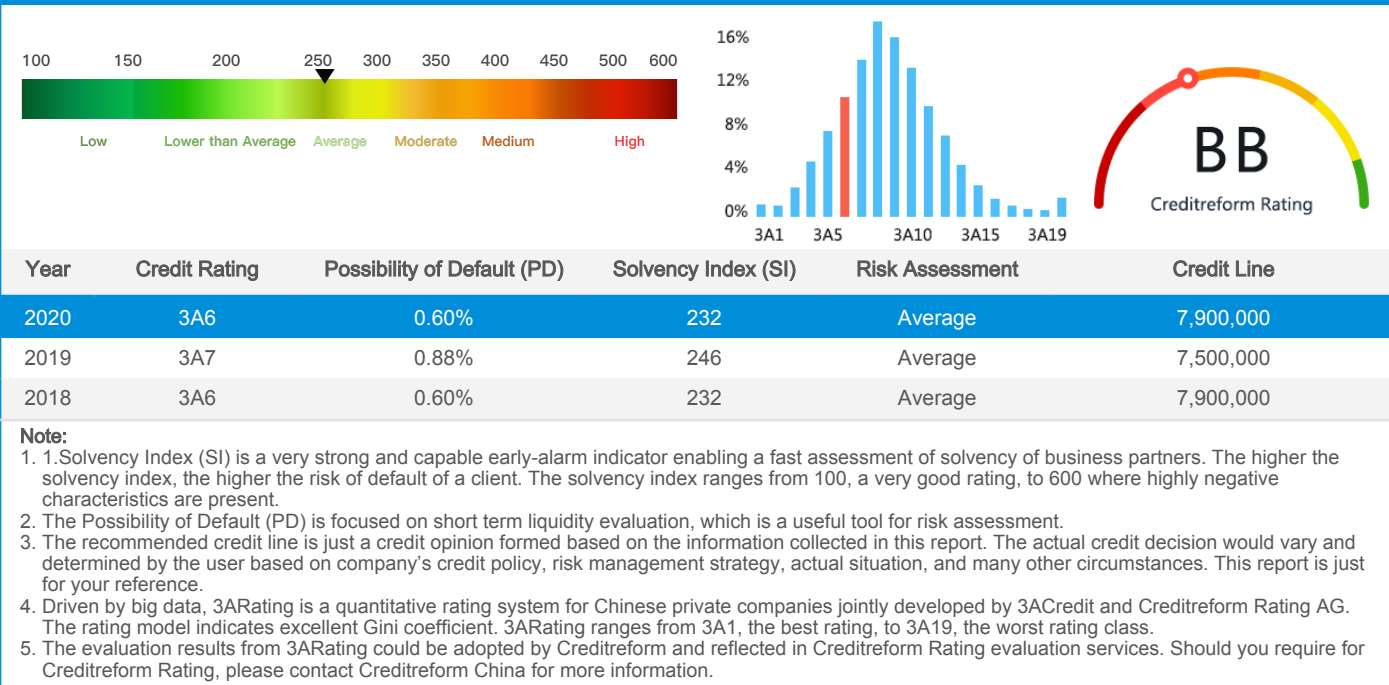 100 150 200 250 300 350 400 450 500 600
Low Lower than Average Average Moderate Medium High
16%
12%
8%
4%
0%
3A1 3A5 3A10 3A15 3A19
BB
Creditreform Rating
Year Credit Rating Possibility of Default (PD) Solvency Index (SI) Risk Assessment Credit Line
2020 3A6 0.60% 232 Average 7,900,000
2019 3A7 0.88% 246 Average 7,500,000
2018 3A6 0.60% 232 Average 7,900,000
Note:
1. 1.Solvency Index (SI) is a very strong and capable early-alarm indicator enabling a fast assessment of solvency of business partners. The higher the
solvency index, the higher the risk of default of a client. The solvency index ranges from 100, a very good rating, to 600 where highly negative
characteristics are present.
2. The Possibility of Default (PD) is focused on short term liquidity evaluation, which is a useful tool for risk assessment.
3. The recommended credit line is just a credit opinion formed based on the information collected in this report. The actual credit decision would vary and
determined by the user based on company's credit policy, risk management strategy, actual situation, and many other circumstances. This report is just
for your reference.
4. Driven by big data, 3ARating is a quantitative rating system for Chinese private companies jointly developed by 3ACredit and Creditreform Rating AG.
The rating model indicates excellent Gini coefficient. 3ARating ranges from 3A1, the best rating, to 3A19, the worst rating class.
5. The evaluation results from 3ARating could be adopted by Creditreform and reflected in Creditreform Rating evaluation services. Should you require for
Creditreform Rating, please contact Creditreform China for more information.